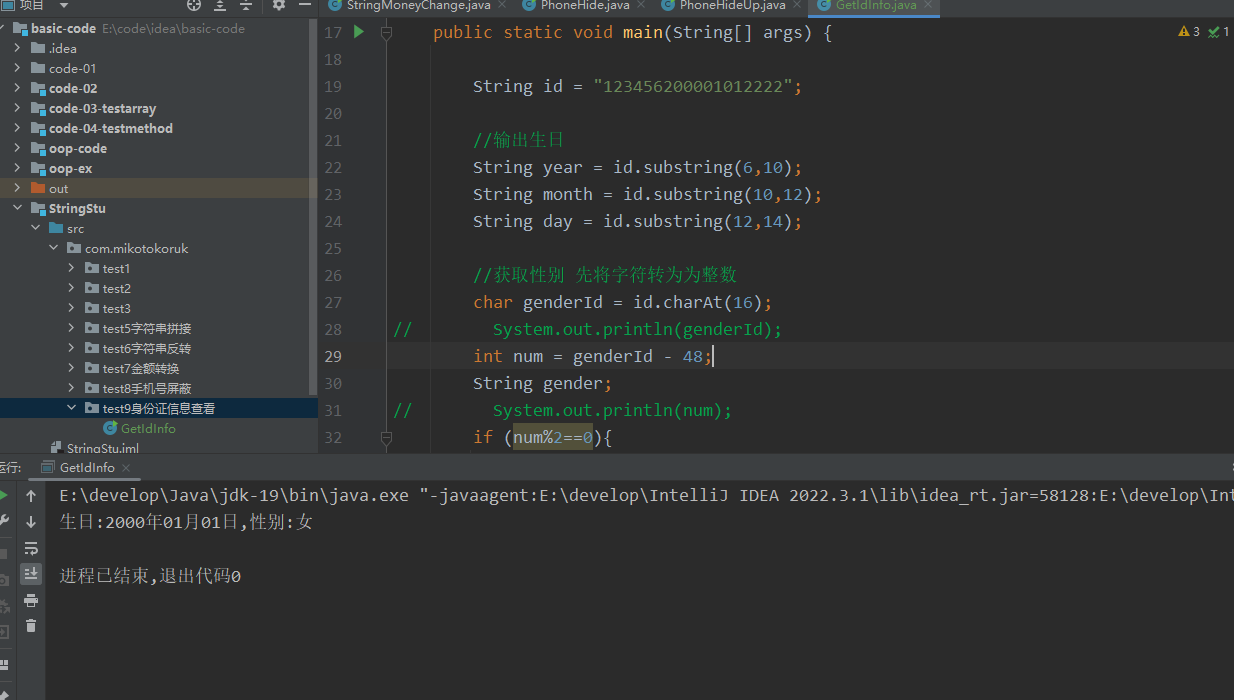 项目
StringMoneyChange.java
PhoneHide.java
PhoneHideUp.java
GetIdInfo.java
basic-code E:\code\idea\basic-code
.idea
code-01
code-02
code-03-testarray
code-04-testmethod
oop-code
oop-ex
out
StringStu
src
com.mikotokoruk
test1
test2
test3
test5字符串拼接
test6字符串反转
test7金额转换
test8手机号屏蔽
test9身份证信息查看
GetIdInfo
StringStu.iml
17 public static void main(String[] args) {
3 1
18
19 String id = "123456200001012222";
20
21 //输出生日
22 String year = id.substring(6,10);
23 String month = id.substring(10,12);
24 String day = id.substring(12,14);
25
26 //获取性别 先将字符转为为整数
27 char genderId = id.charAt(16);
28 // System.out.println(genderId);
29 int num = genderId - 48;
30 String gender;
31 // System.out.println(num);
32 if (num%2==0){
运行: GetIdInfo
E:\develop\Java\jdk-19\bin\java.exe "-javaagent:E:\develop\IntelliJ IDEA 2022.3.1\lib\idea_rt.jar=58128:E:\develop\Int
生日:2000年01月01日,性别:女
进程已结束,退出代码0